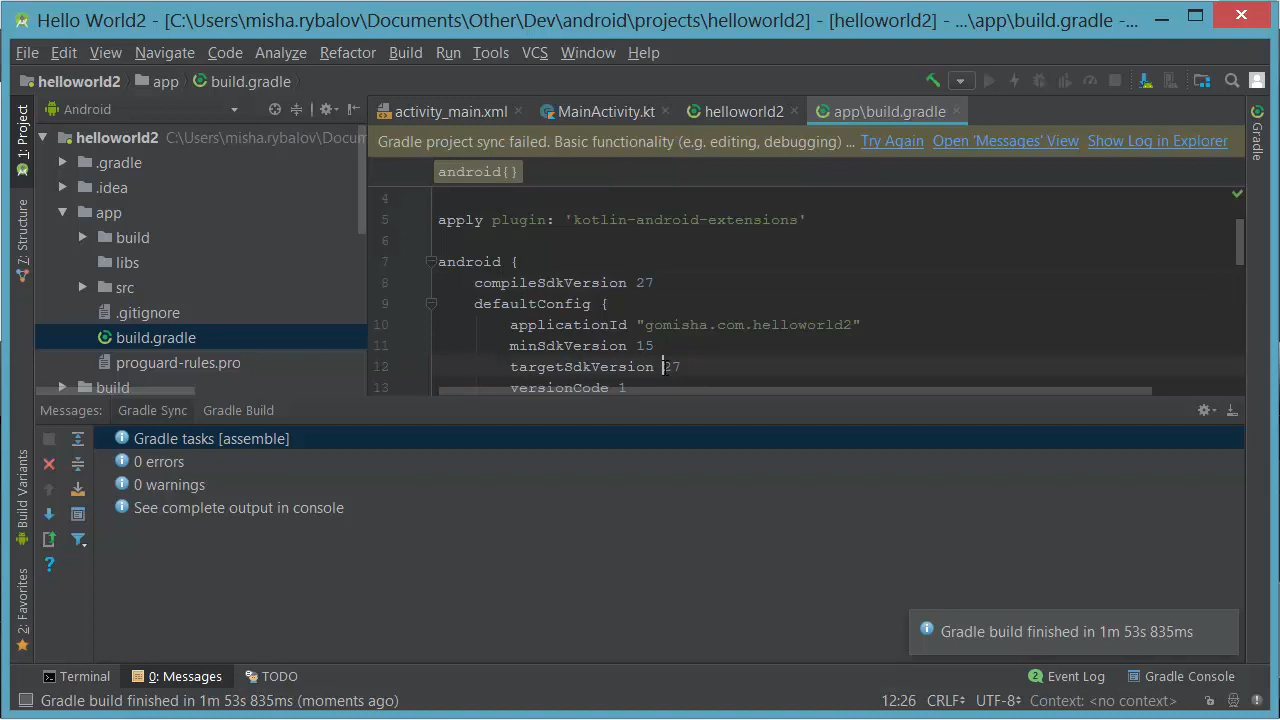 Hello World2 - [C:\Users\misha.rybalov\Documents\Other\Dev\android\projects\helloworld2] - [helloworld2] - ...\app\build.gradle -...
File Edit View Navigate Code Analyze Refactor Build Run Tools VCS Window Help
helloworld2 app build.gradle
1: Project
Z: Structure
Build Variants
2: Favorites
Android
helloworld2 C:\Users\misha.rybalov\Docum
.gradle
.idea
app
build
libs
src
.gitignore
build.gradle
proguard-rules.pro
build
activity_main.xml MainActivity.kt helloworld2 app\build.gradle
Gradle project sync failed. Basic functionality (e.g. editing, debugging) ... Try Again Open 'Messages' View Show Log in Explorer
android{}
4
5 apply plugin: 'kotlin-android-extensions'
6
7 android {
8 compileSdkVersion 27
9 defaultConfig {
10 applicationId "gomisha.com.helloworld2"
11 minSdkVersion 15
12 targetSdkVersion 27
13 versionCode 1
Gradle
Messages: Gradle Sync Gradle Build
Gradle tasks [assemble]
0 errors
0 warnings
See complete output in console
Gradle build finished in 1m 53s 835ms
Terminal 0: Messages TODO 2 Event Log Gradle Console
Gradle build finished in 1m 53s 835ms (moments ago) 12:26 CRLF UTF-8 Context: <no context>